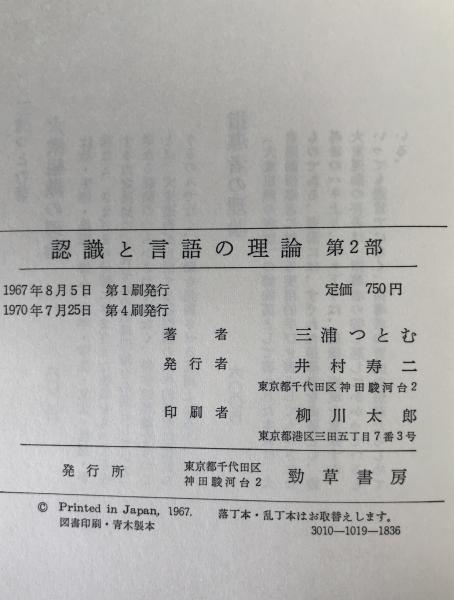 認識と言語の理論 第2部
1967年8月5日 第1刷発行 定価 750円
1970年7月25日 第4刷発行
著者 三浦つとむ
発行者 井村寿二
東京都千代田区神田駿河台2
印刷者 柳川太郎
東京都港区三田五丁目7番3号
発行所 東京都千代田区神田駿河台2 勁草書房
© Printed in Japan, 1967. 落丁本・乱丁本はお取替えします。
図書印刷・青木製本 3010—1019—1836